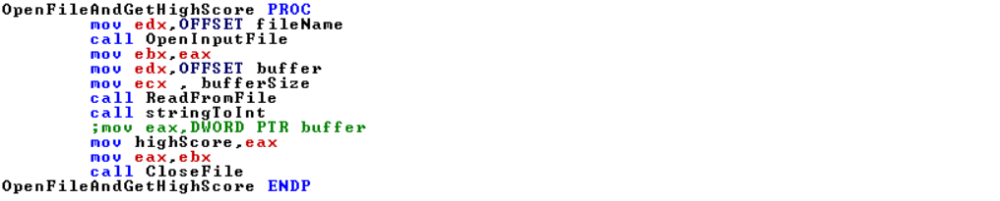 OpenFileAndGetHighScore PROC
mov edx,OFFSET fileName
call OpenInputFile
mov ebx,eax
mov edx,OFFSET buffer
mov ecx , bufferSize
call ReadFromFile
call stringToInt
;mov eax,DWORD PTR buffer
mov highScore,eax
mov eax,ebx
call CloseFile
OpenFileAndGetHighScore ENDP